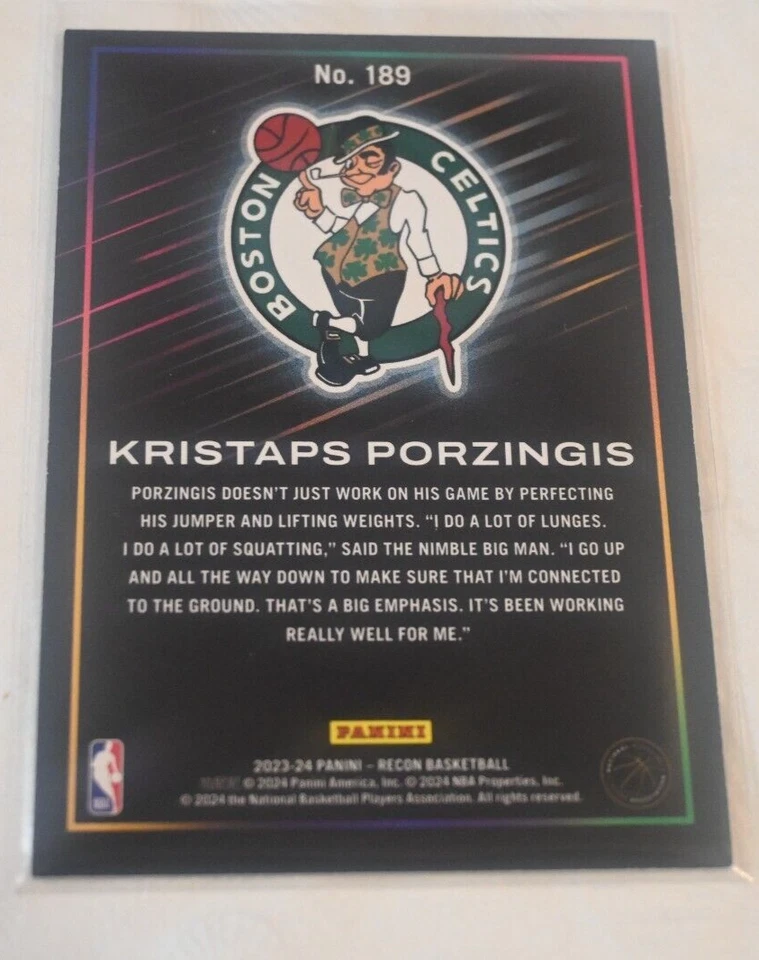 No. 189
BOSTON CELTICS
KRISTAPS PORZINGIS
PORZINGIS DOESN'T JUST WORK ON HIS GAME BY PERFECTING
HIS JUMPER AND LIFTING WEIGHTS. “I DO A LOT OF LUNGES.
I DO A LOT OF SQUATTING,” SAID THE NIMBLE BIG MAN. “I GO UP
AND ALL THE WAY DOWN TO MAKE SURE THAT I'M CONNECTED
TO THE GROUND. THAT'S A BIG EMPHASIS. IT'S BEEN WORKING
REALLY WELL FOR ME.”
PANINI
2023-24 PANINI – RECON BASKETBALL
© 2024 Panini America, Inc. © 2024 NBA Properties, Inc.
© 2024 the National Basketball Players Association. All rights reserved.
NBA